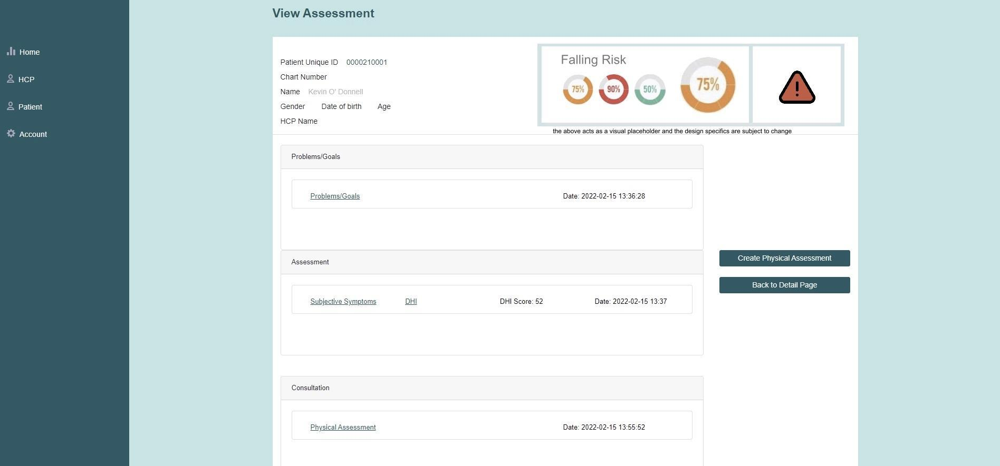 View Assessment
Home
HCP
Patient
Account
Patient Unique ID 0000210001
Chart Number
Name Kevin O' Donnell
Gender Date of birth Age
HCP Name
Falling Risk
75% 90% 50% 75%
!
the above acts as a visual placeholder and the design specifics are subject to change
Problems/Goals
Problems/Goals Date: 2022-02-15 13:36:28
Assessment
Subjective Symptoms DHI DHI Score: 52 Date: 2022-02-15 13:37
Create Physical Assessment
Back to Detail Page
Consultation
Physical Assessment Date: 2022-02-15 13:55:52